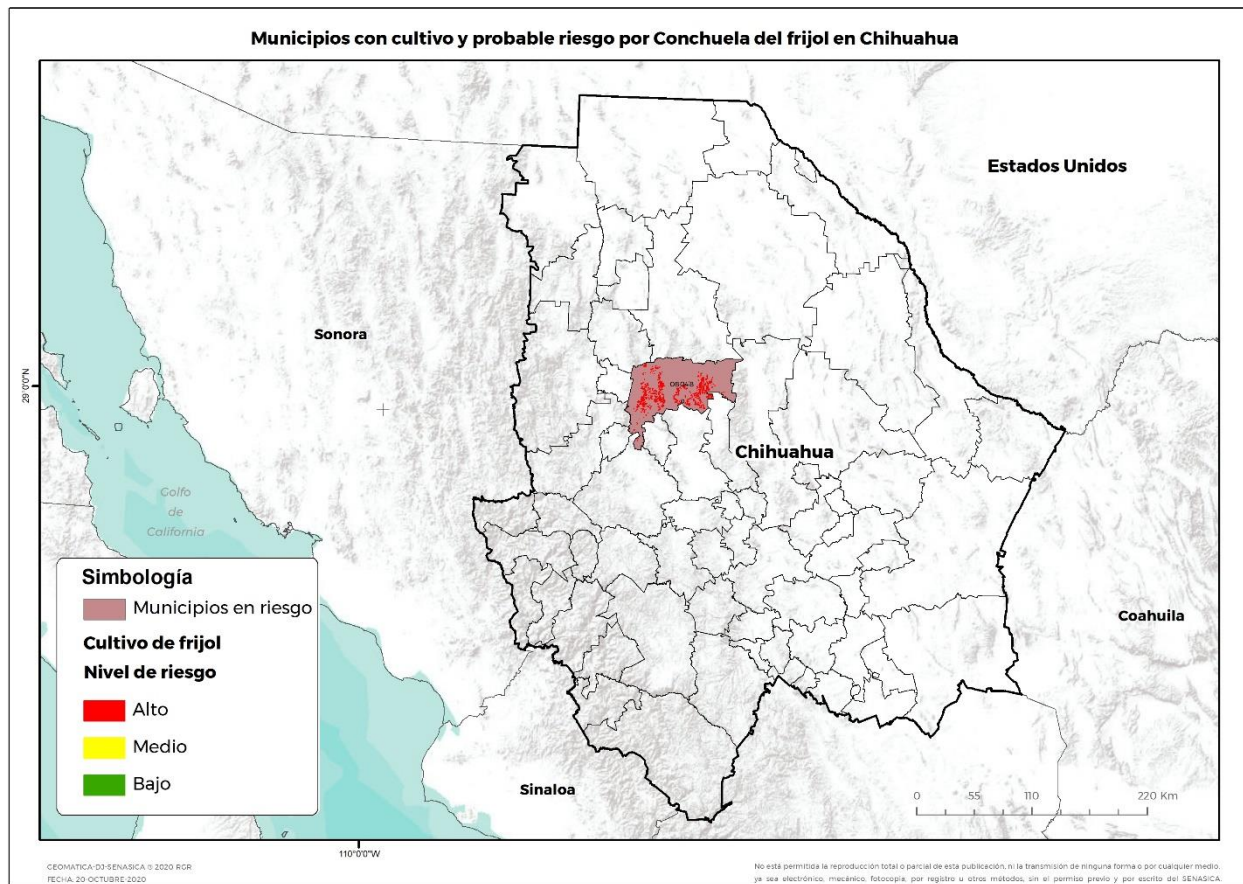 Municipios con cultivo y probable riesgo por Conchuela del frijol en Chihuahua
Estados Unidos
Sonora
29°0'0"N
08048
Chihuahua
Golfo
de
California
Simbología
Municipios en riesgo
Cultivo de frijol
Nivel de riesgo
Alto
Medio
Bajo
Coahuila
Sinaloa
0 55 110 220 Km
110°0'0"W
GEOMATICA-DJ-SENASICA © 2020 RGR
FECHA: 20-OCTUBRE-2020
No está permitida la reproducción total o parcial de esta publicación, ni la transmisión de ninguna forma o por cualquier medio,
ya sea electrónico, mecánico, fotocopia, por registro u otros métodos, sin el permiso previo y por escrito del SENASICA.